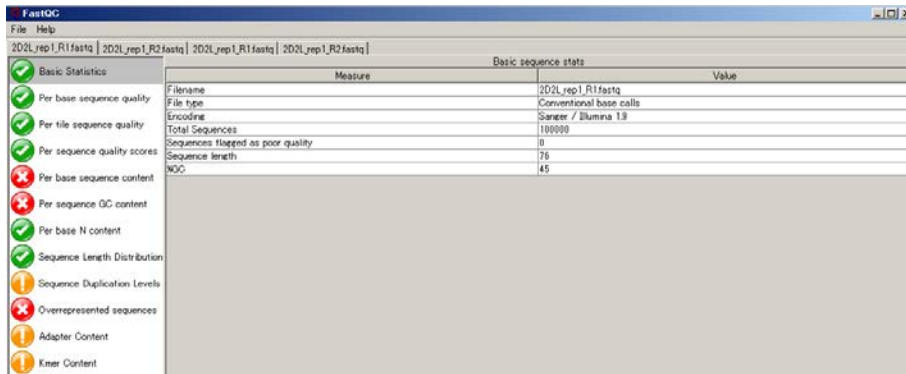 FastQC
File Help
2D2L_rep1_R1.fastq 2D2L_rep1_R2.fastq 2D2L_rep1_R1.fastq 2D2L_rep1_R2.fastq
Basic Statistics
Per base sequence quality
Per tile sequence quality
Per sequence quality scores
Per base sequence content
Per sequence GC content
Per base N content
Sequence Length Distribution
Sequence Duplication Levels
Overrepresented sequences
Adapter Content
Kmer Content
Basic sequence stats
Measure Value
Filename 2D2L_rep1_R1.fastq
File type Conventional base calls
Encoding Sanger / Illumina 1.9
Total Sequences 100000
Sequences flagged as poor quality 0
Sequence length 76
%GC 45